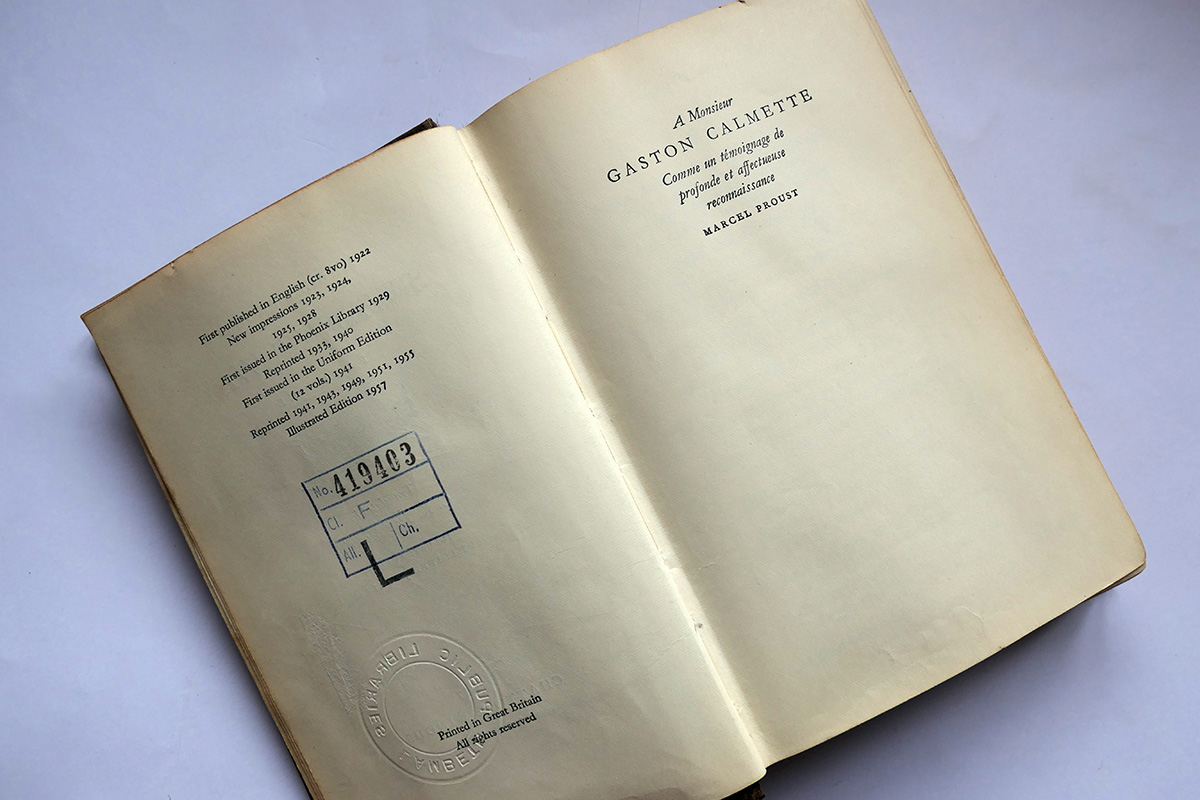 First published in English (cr. 8vo) 1922
New impressions 1923, 1924,
1925, 1928
First issued in the Phoenix Library 1929
Reprinted 1933, 1940
First issued in the Uniform Edition
(12 vols.) 1941
Reprinted 1941, 1943, 1949, 1951, 1955
Illustrated Edition 1957
No. 419403
Cl. F
All. L Ch.
PUBLIC LIBRARIES
Printed in Great Britain
All rights reserved
A Monsieur
GASTON CALMETTE
Comme un témoignage de
profonde et affectueuse
reconnaissance
MARCEL PROUST